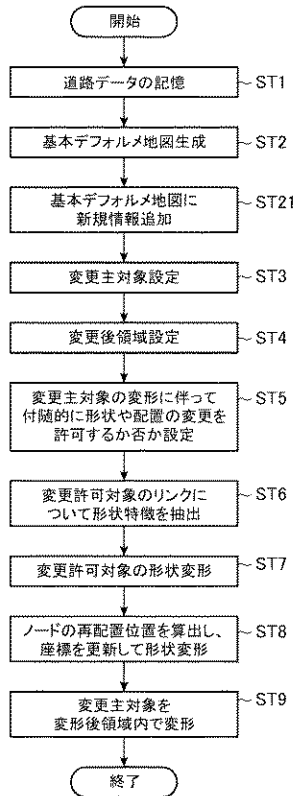 開始
道路データの記憶
ST1
基本デフォルメ地図生成
ST2
基本デフォルメ地図に
新規情報追加
ST21
変更主対象設定
ST3
変更後領域設定
ST4
変更主対象の変形に伴って
付随的に形状や配置の変更を
許可するか否か設定
ST5
変更許可対象のリンクに
ついて形状特徴を抽出
ST6
変更許可対象の形状変形
ST7
ノードの再配置位置を算出し、
座標を更新して形状変形
ST8
変更主対象を
変形後領域内で変形
ST9
終了